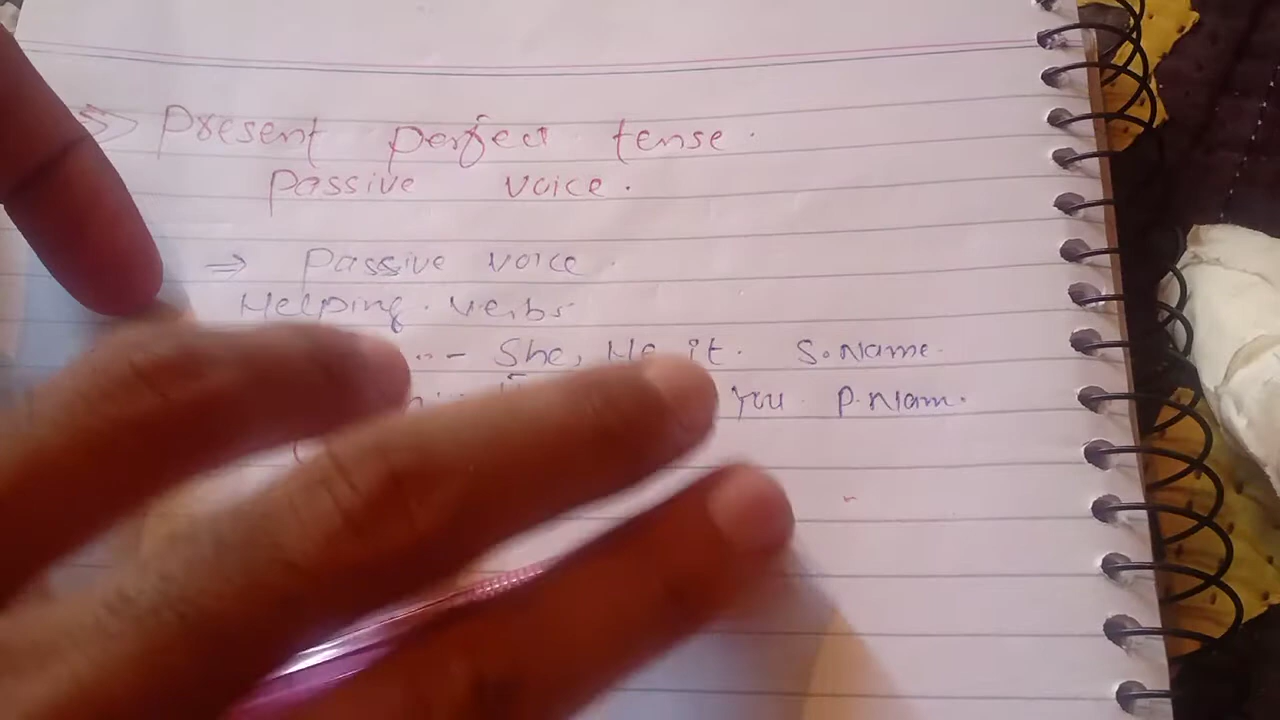 => Present perfect tense.
Passive voice.
=> Passive voice.
Helping verbs
She, He it. S.Name.
You P.Nam.